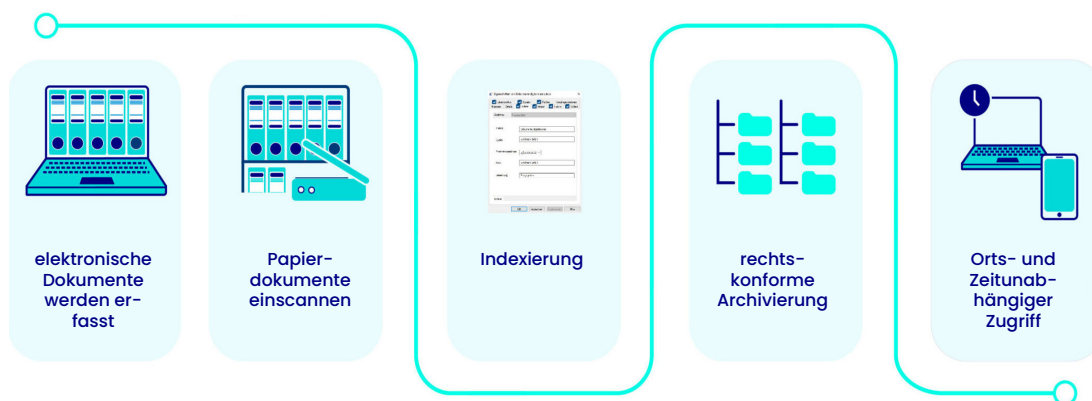 elektronische
Dokumente
werden er-
fasst
Papier-
dokumente
einscannen
Indexierung
rechts-
konforme
Archivierung
Orts- und
Zeitunab-
hängiger
Zugriff